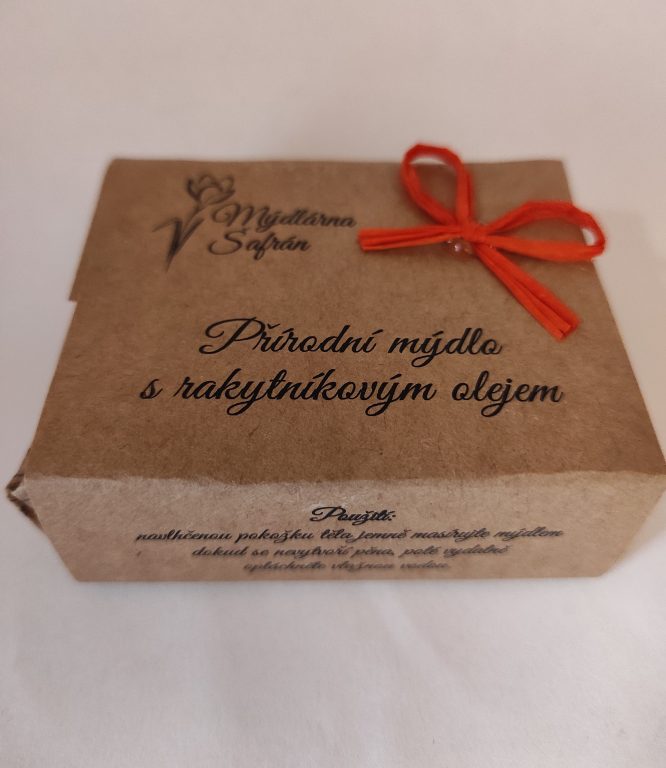 Mýdlárna
Safrán
Přírodní mýdlo
s rakytníkovým olejem
Použití:
navlhčenou pokožku těla jemně masírujte mýdlem
dokud se nevytvoří pěna, poté vydatně
opláchněte vlažnou vodou